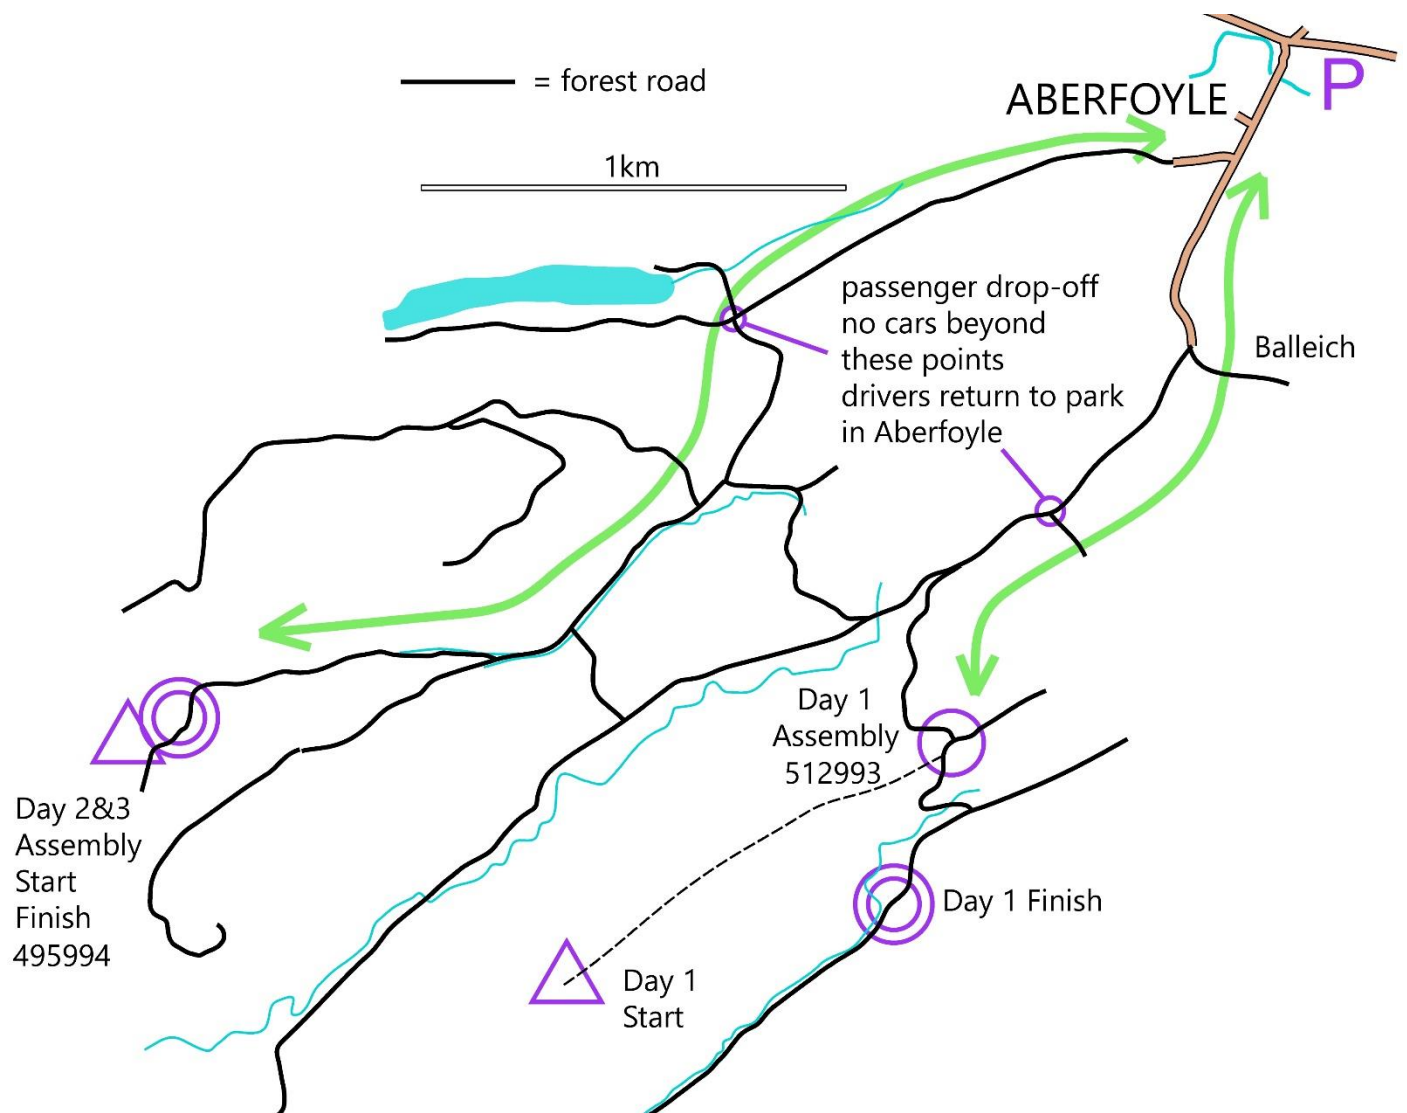 = forest road
ABERFOYLE
P
1km
passenger drop-off
no cars beyond
these points
drivers return to park
in Aberfoyle
Balleich
Day 1
Assembly
512993
Day 2&3
Assembly
Start
Finish
495994
Day 1 Finish
Day 1
Start